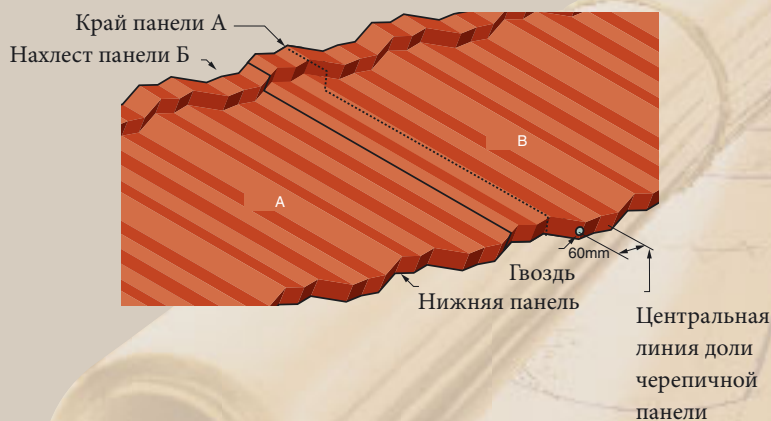 Край панели А
Нахлест панели Б
B
A
60mm
Гвоздь
Нижняя панель
Центральная
линия доли
черепичной
панели